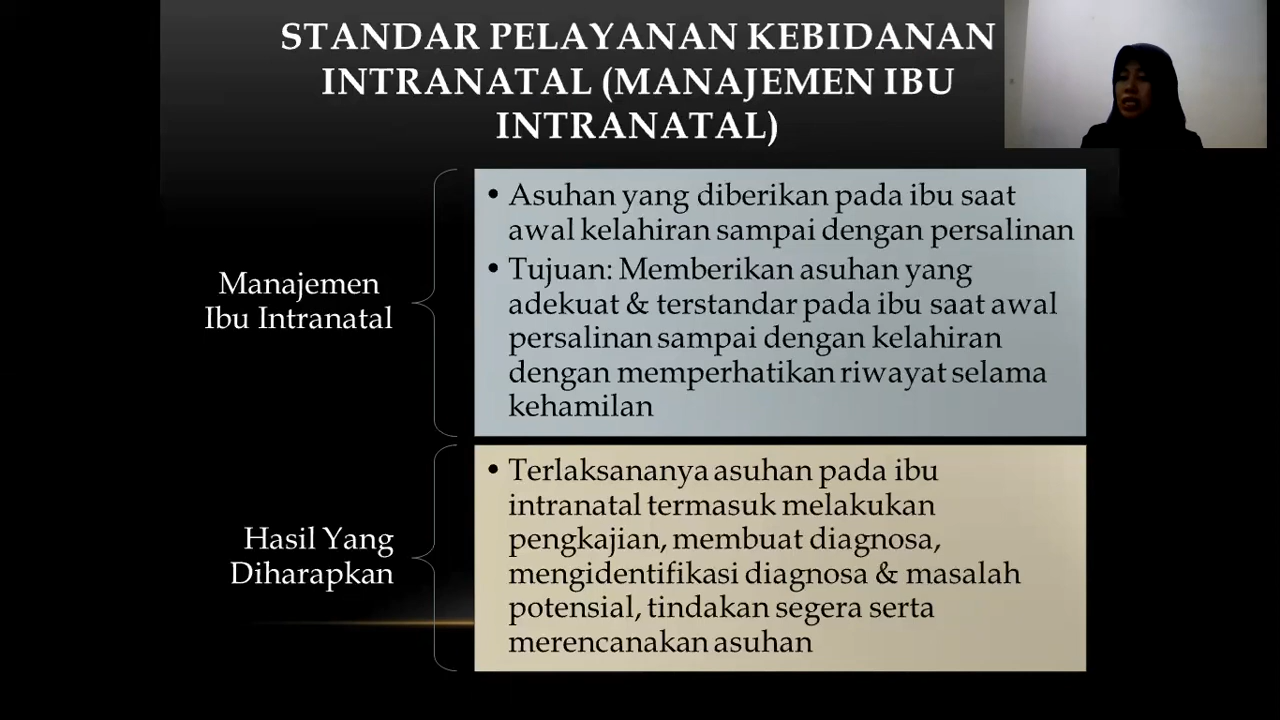 STANDAR PELAYANAN KEBIDANAN
INTRANATAL (MANAJEMEN IBU
INTRANATAL)
Manajemen
Ibu Intranatal
• Asuhan yang diberikan pada ibu saat
awal kelahiran sampai dengan persalinan
• Tujuan: Memberikan asuhan yang
adekuat & terstandar pada ibu saat awal
persalinan sampai dengan kelahiran
dengan memperhatikan riwayat selama
kehamilan
Hasil Yang
Diharapkan
• Terlaksananya asuhan pada ibu
intranatal termasuk melakukan
pengkajian, membuat diagnosa,
mengidentifikasi diagnosa & masalah
potensial, tindakan segera serta
merencanakan asuhan